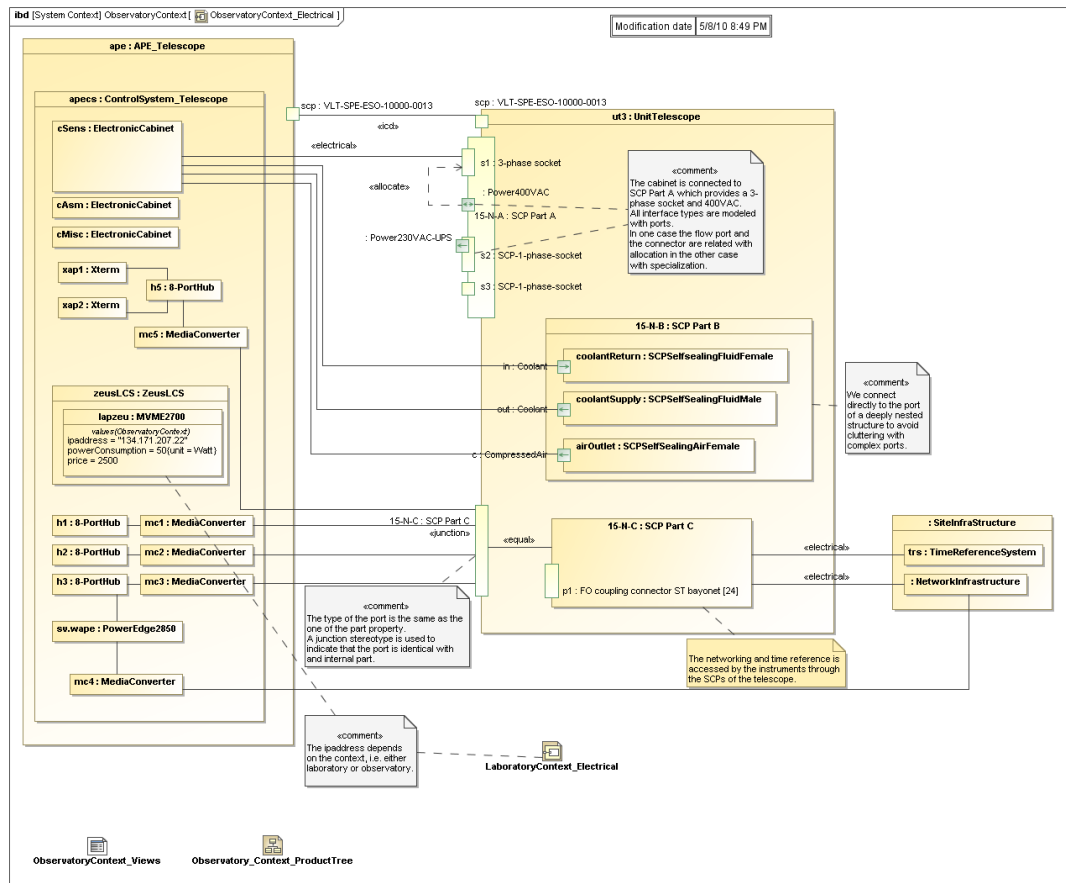 ibd [System Context] ObservatoryContext [ ObservatoryContext_Electrical ]
Modification date 5/8/10 8:49 PM
ape : APE_Telescope
apecs : ControlSystem_Telescope
cSens : ElectronicCabinet
cAsm : ElectronicCabinet
cMisc : ElectronicCabinet
xap1 : Xterm
xap2 : Xterm
h5 : 8-PortHub
mc5 : MediaConverter
zeusLCS : ZeusLCS
lapzeu : MVME2700
values(ObservatoryContext)
ipaddress = "134.171.207.22"
powerConsumption = 50{unit = Watt}
price = 2500
h1 : 8-PortHub
mc1 : MediaConverter
h2 : 8-PortHub
mc2 : MediaConverter
h3 : 8-PortHub
mc3 : MediaConverter
sv.wape : PowerEdge2850
mc4 : MediaConverter
scp : VLT-SPE-ESO-10000-0013
scp : VLT-SPE-ESO-10000-0013
«icd»
«electrical»
«allocate»
ut3 : UnitTelescope
s1 : 3-phase socket
: Power400VAC
15-N-A : SCP Part A
: Power230VAC-UPS
s2 : SCP-1-phase-socket
s3 : SCP-1-phase-socket
«comment»
The cabinet is connected to
SCP Part A which provides a 3-
phase socket and 400VAC.
All interface types are modeled
with ports.
In one case the flow port and
the connector are related with
allocation in the other case
with specialization.
15-N-B : SCP Part B
in : Coolant
coolantReturn : SCPSelfsealingFluidFemale
out : Coolant
coolantSupply : SCPSelfSealingFluidMale
c : CompressedAir
airOutlet : SCPSelfSealingAirFemale
«comment»
We connect
directly to the port
of a deeply nested
structure to avoid
cluttering with
complex ports.
15-N-C : SCP Part C
«junction»
«equal»
15-N-C : SCP Part C
p1 : FO coupling connector ST bayonet [24]
«electrical»
«electrical»
: SiteInfraStructure
trs : TimeReferenceSystem
: NetworkInfrastructure
«comment»
The type of the port is the same as the
one of the part property.
A junction stereotype is used to
indicate that the port is identical with
and internal part.
The networking and time reference is
accessed by the instruments through
the SCPs of the telescope.
«comment»
The ipaddress depends
on the context, i.e. either
laboratory or observatory.
LaboratoryContext_Electrical
ObservatoryContext_Views
Observatory_Context_ProductTree